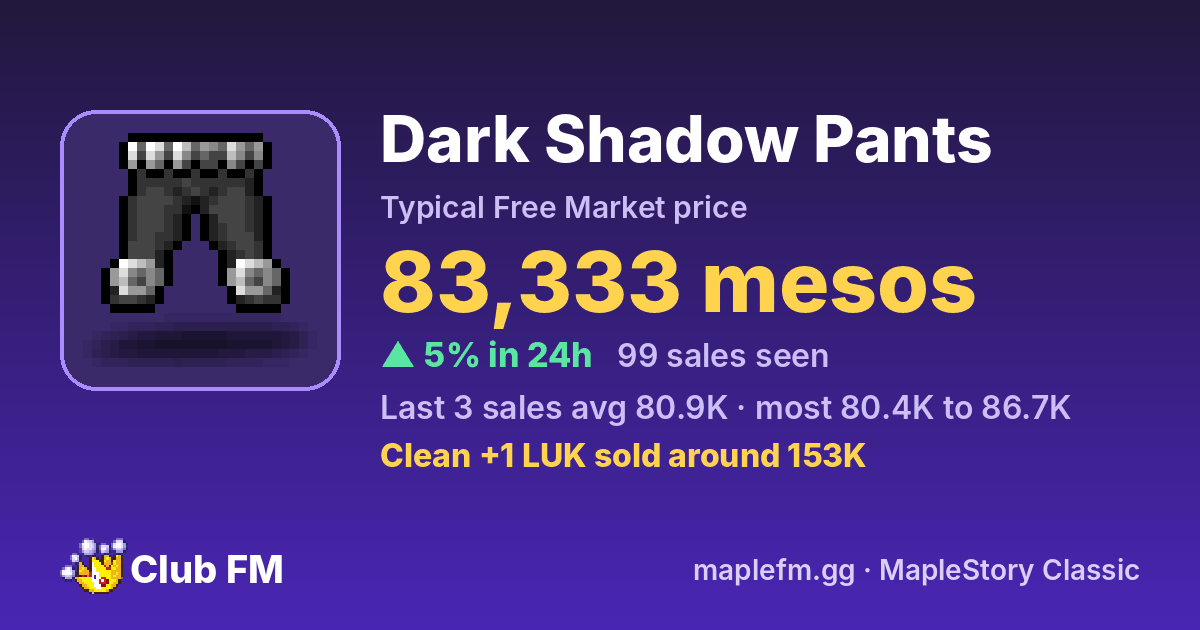 Dark Shadow Pants
Typical Free Market price
83,333 mesos
▲ 5% in 24h 99 sales seen
Last 3 sales avg 80.9K · most 80.4K to 86.7K
Clean +1 LUK sold around 153K
Club FM
maplefm.gg · MapleStory Classic